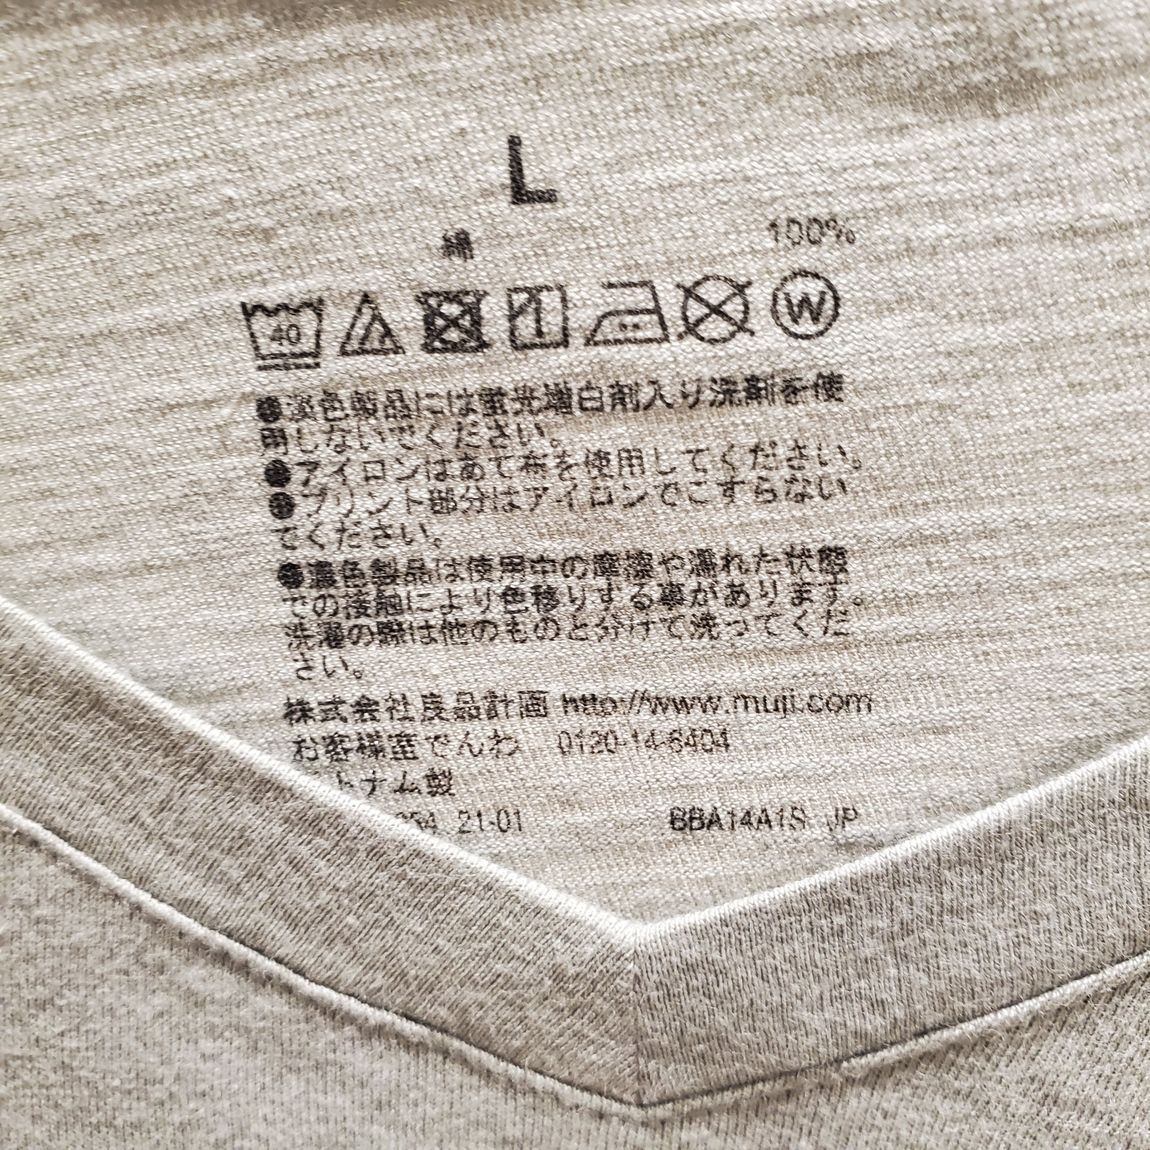 L
綿 100%
40 W
●淡色製品には蛍光増白剤入り洗剤を使
用しないでください。
●アイロンはあて布を使用してください。
●プリント部分はアイロンでこすらない
でください。
●濃色製品は使用中の摩擦や濡れた状態
での接触により色移りする事があります。
洗濯の際は他のものと分けて洗ってくだ
さい。
株式会社良品計画 http://www.muji.com
お客様室でんわ 0120-14-6404
トナム製
21-01 BBA14A1S JP